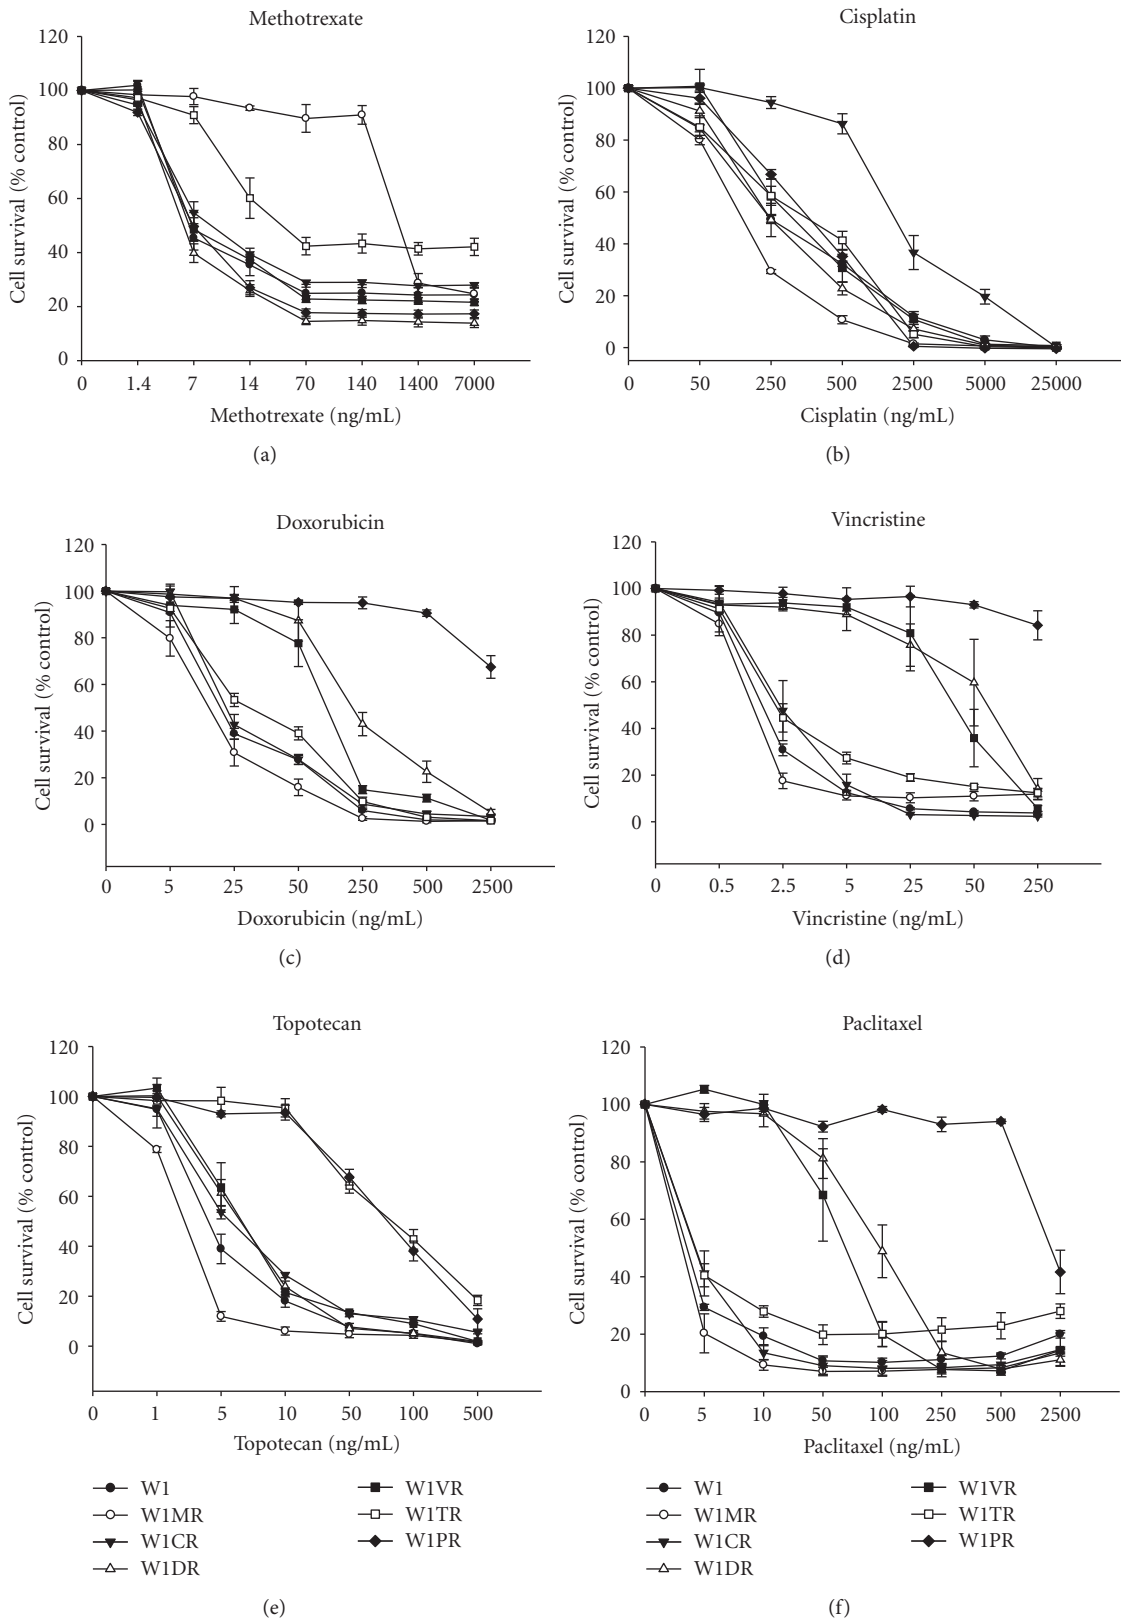 Methotrexate
120
100
80
60
40
20
0
Cell survival (% control)
0 1.4 7 14 70 140 1400 7000
Methotrexate (ng/mL)
(a)
Cisplatin
120
100
80
60
40
20
0
Cell survival (% control)
0 50 250 500 2500 5000 25000
Cisplatin (ng/mL)
(b)
Doxorubicin
120
100
80
60
40
20
0
Cell survival (% control)
0 5 25 50 250 500 2500
Doxorubicin (ng/mL)
(c)
Vincristine
120
100
80
60
40
20
0
Cell survival (% control)
0 0.5 2.5 5 25 50 250
Vincristine (ng/mL)
(d)
Topotecan
120
100
80
60
40
20
0
Cell survival (% control)
0 1 5 10 50 100 500
Topotecan (ng/mL)
W1
W1MR
W1CR
W1DR
W1VR
W1TR
W1PR
(e)
Paclitaxel
120
100
80
60
40
20
0
Cell survival (% control)
0 5 10 50 100 250 500 2500
Paclitaxel (ng/mL)
W1
W1MR
W1CR
W1DR
W1VR
W1TR
W1PR
(f)